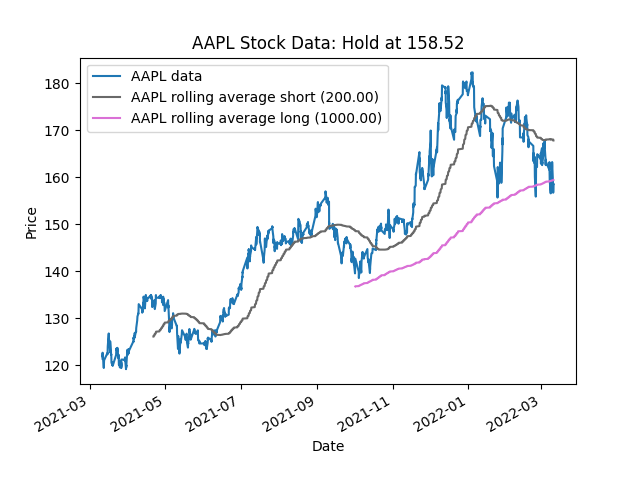 AAPL Stock Data: Hold at 158.52
AAPL data
AAPL rolling average short (200.00)
AAPL rolling average long (1000.00)
Price
180
170
160
150
140
130
120
2021-03
2021-05
2021-07
2021-09
2021-11
2022-01
2022-03
Date